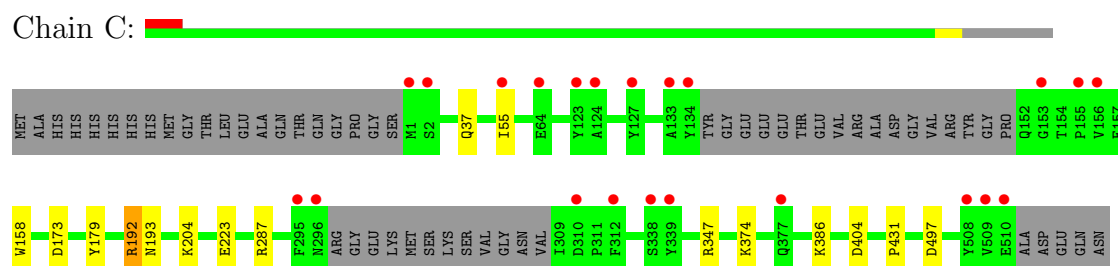 Chain C:
MET ALA HIS HIS HIS HIS HIS HIS MET GLY THR LEU GLU ALA GLN THR GLN GLY PRO GLY SER M1 S2 Q37 I55 E64 Y123 A124 Y127 A133 Y134 TYR GLY GLU GLU GLU THR GLU VAL ARG ALA ASP GLY VAL ARG TYR GLY PRO Q152 G153 T154 P155 V156
W158 D173 Y179 R192 N193 K204 E223 R287 F295 N296 ARG GLY GLU LYS MET SER LYS SER VAL GLY ASN VAL I309 D310 P311 F312 S338 Y339 R347 K374 Q377 K386 D404 P431 D497 Y508 V509 E510 ALA ASP GLU GLN ASN